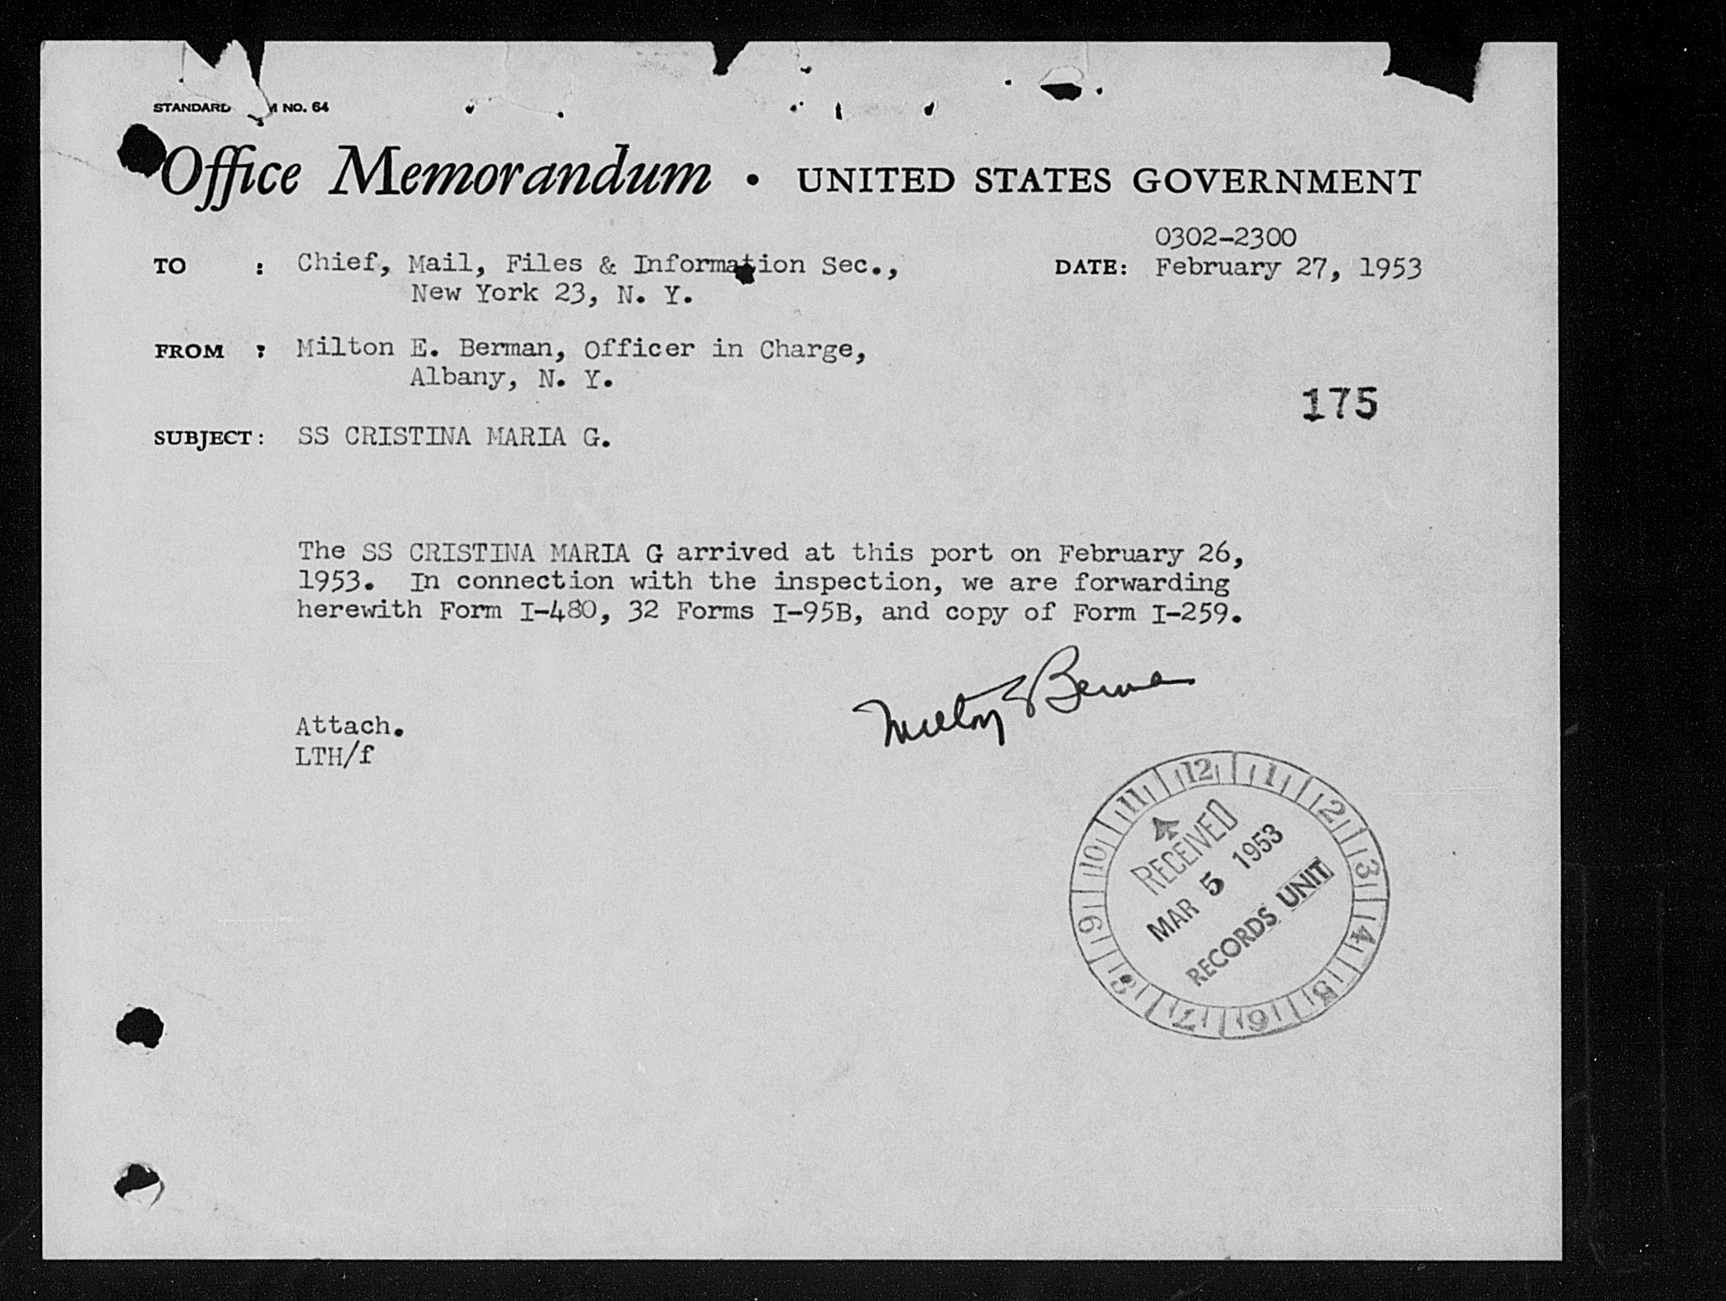 STANDARD M NO. 64
Office Memorandum • UNITED STATES GOVERNMENT
0302-2300
TO : Chief, Mail, Files & Information Sec., DATE: February 27, 1953
New York 23, N. Y.
FROM : Milton E. Berman, Officer in Charge,
Albany, N. Y.
175
SUBJECT: SS CRISTINA MARIA G.
The SS CRISTINA MARIA G arrived at this port on February 26,
1953. In connection with the inspection, we are forwarding
herewith Form I-480, 32 Forms I-95B, and copy of Form I-259.
Milton E Berman
Attach.
LTH/f
12 1 2 3 4 5 6 7 8 9 10 11
RECEIVED
MAR 5 1953
RECORDS UNIT